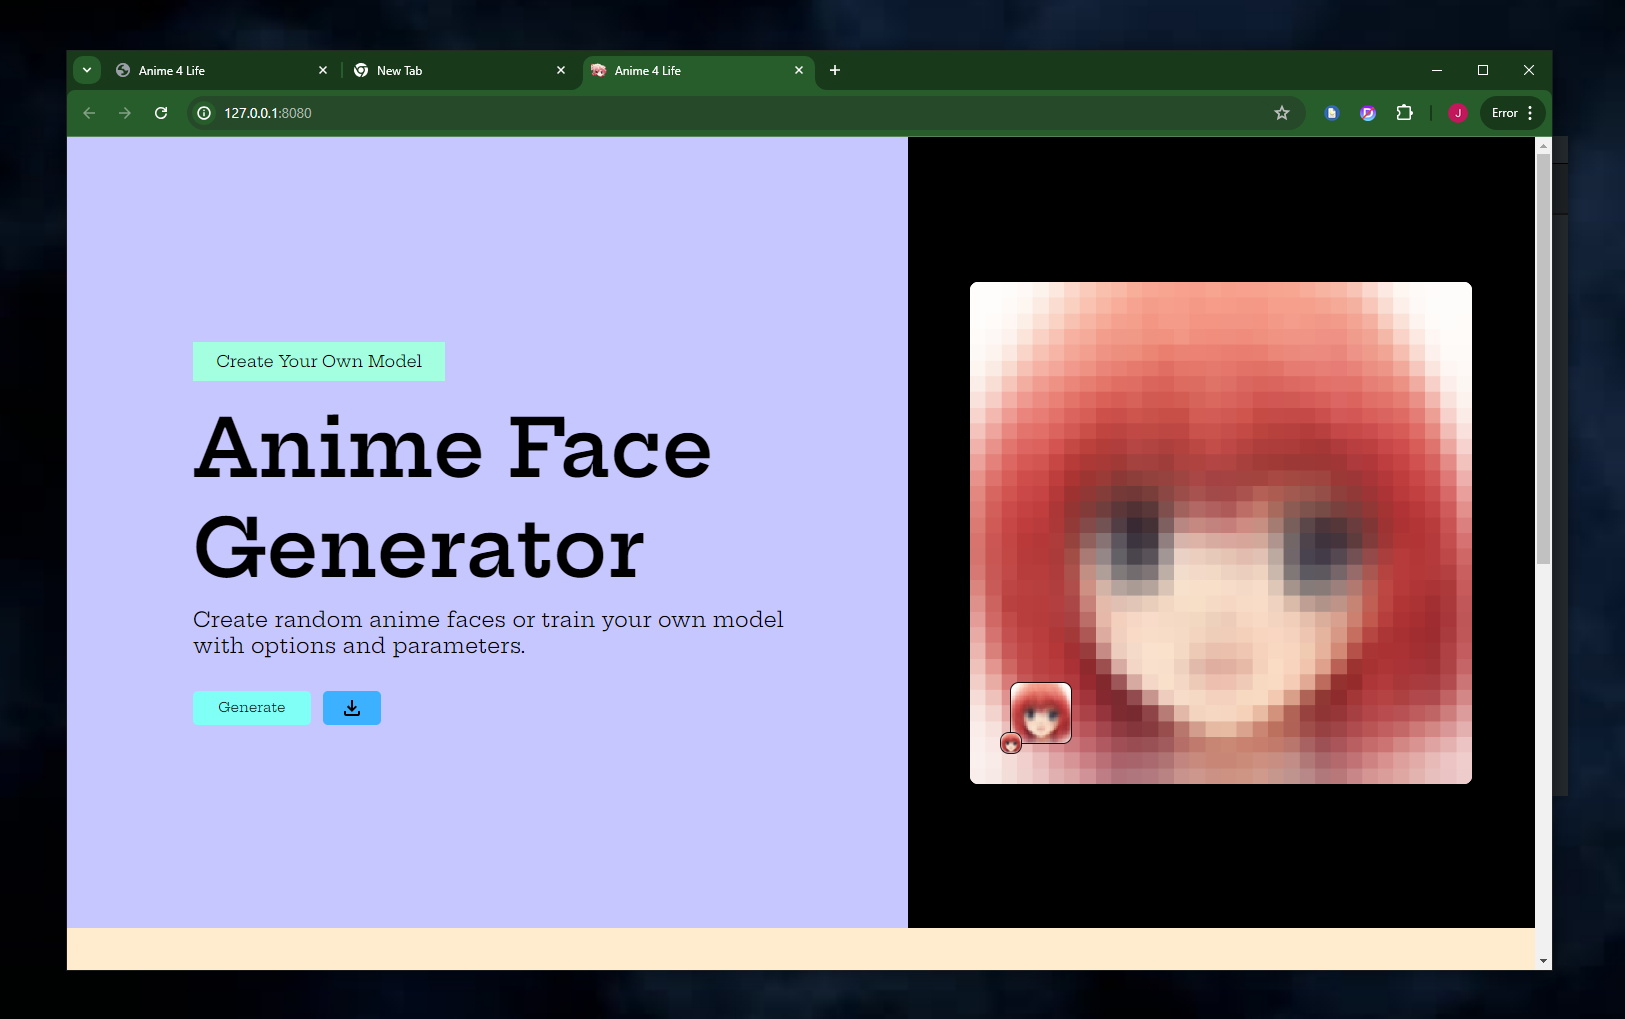 Anime 4 Life
New Tab
Anime 4 Life
127.0.0.1:8080
J
Error
Create Your Own Model
Anime Face
Generator
Create random anime faces or train your own model
with options and parameters.
Generate